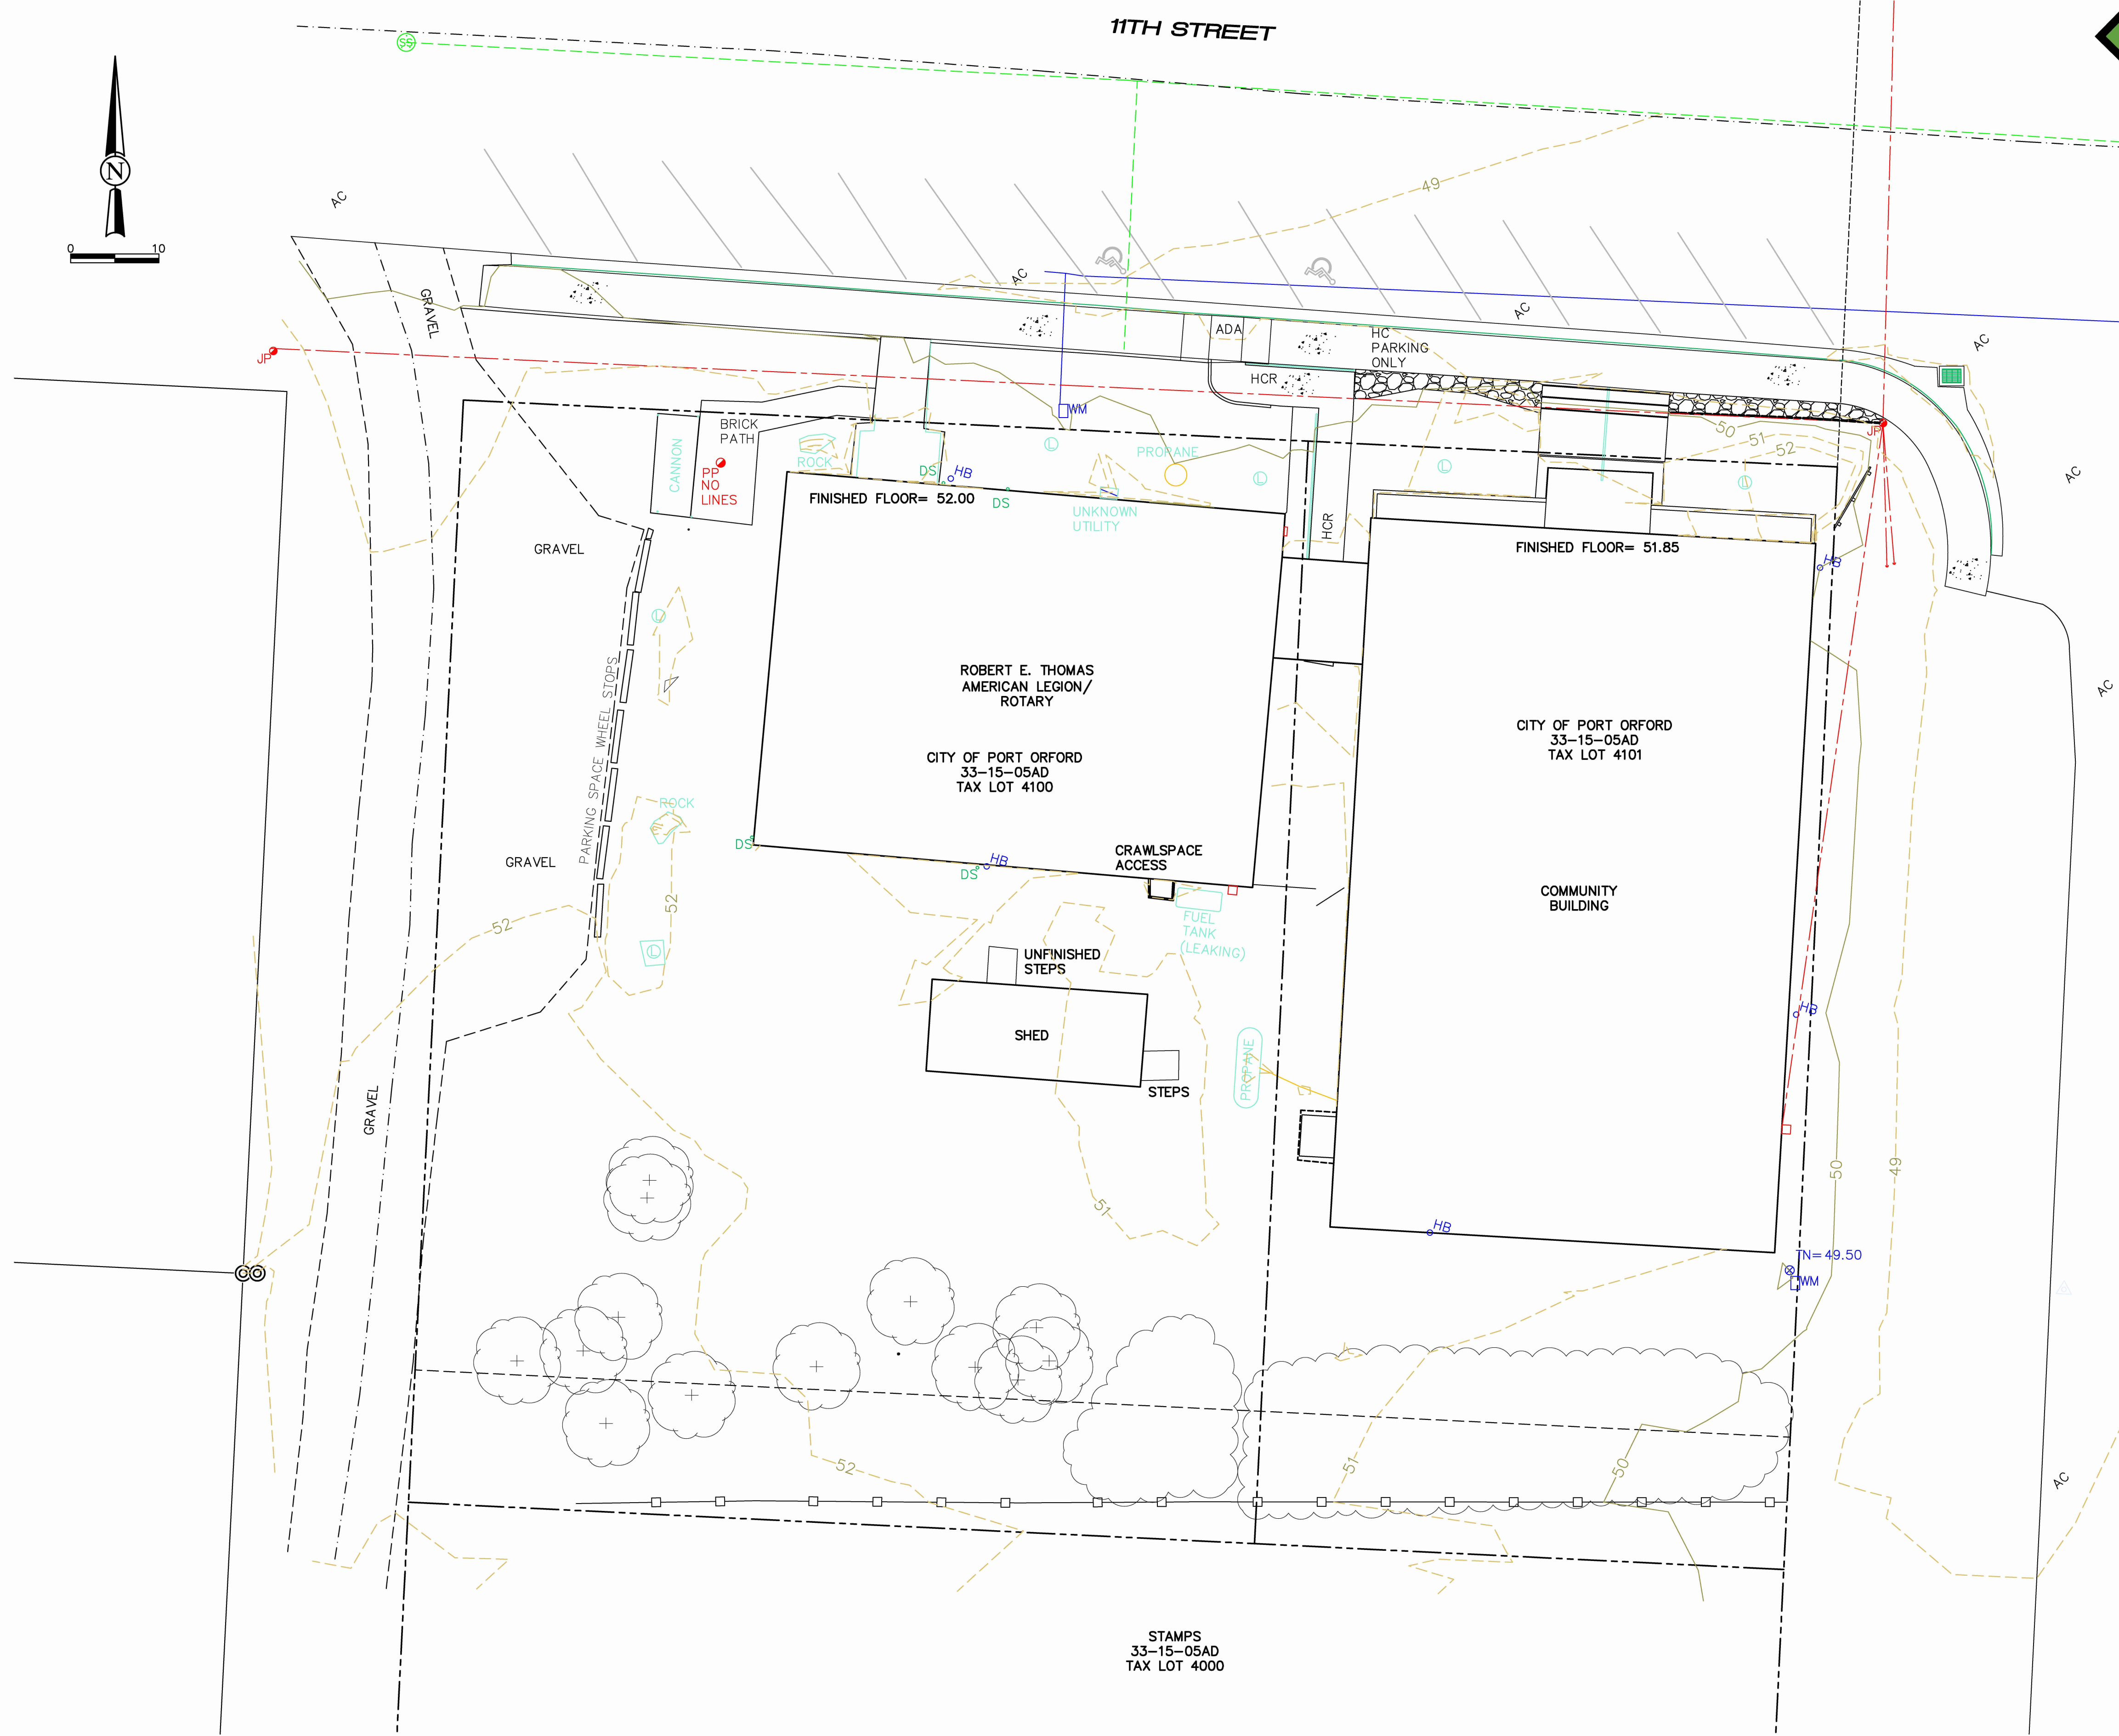 11TH STREET
SS
N
0 10
AC
49
AC
AC
AC
AC
AC
AC
GRAVEL
JP
ADA
HC
PARKING
ONLY
HCR
WM
BRICK
PATH
CANNON
PP
NO
LINES
ROCK
DS
HB
DS
L
PROPANE
L
UNKNOWN
UTILITY
L
L
50
51
52
JP
FINISHED FLOOR= 52.00
HCR
FINISHED FLOOR= 51.85
HB
GRAVEL
L
PARKING SPACE WHEEL STOPS
ROBERT E. THOMAS
AMERICAN LEGION/
ROTARY
CITY OF PORT ORFORD
33-15-05AD
TAX LOT 4100
CITY OF PORT ORFORD
33-15-05AD
TAX LOT 4101
ROCK
DS
GRAVEL
HB
DS
CRAWLSPACE
ACCESS
COMMUNITY
BUILDING
52
52
L
FUEL
TANK
(LEAKING)
UNFINISHED
STEPS
SHED
STEPS
PROPANE
HB
GRAVEL
51
50
49
HB
TN=49.50
WM
52
51
50
STAMPS
33-15-05AD
TAX LOT 4000